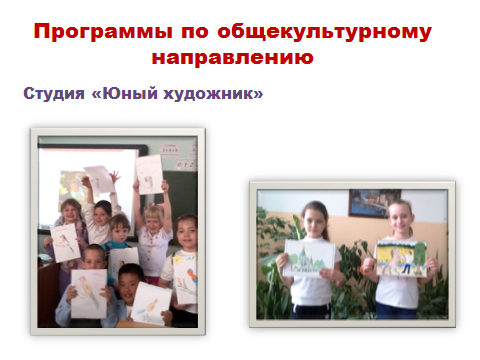 Программы по общекультурному
направлению
Студия «Юный художник»